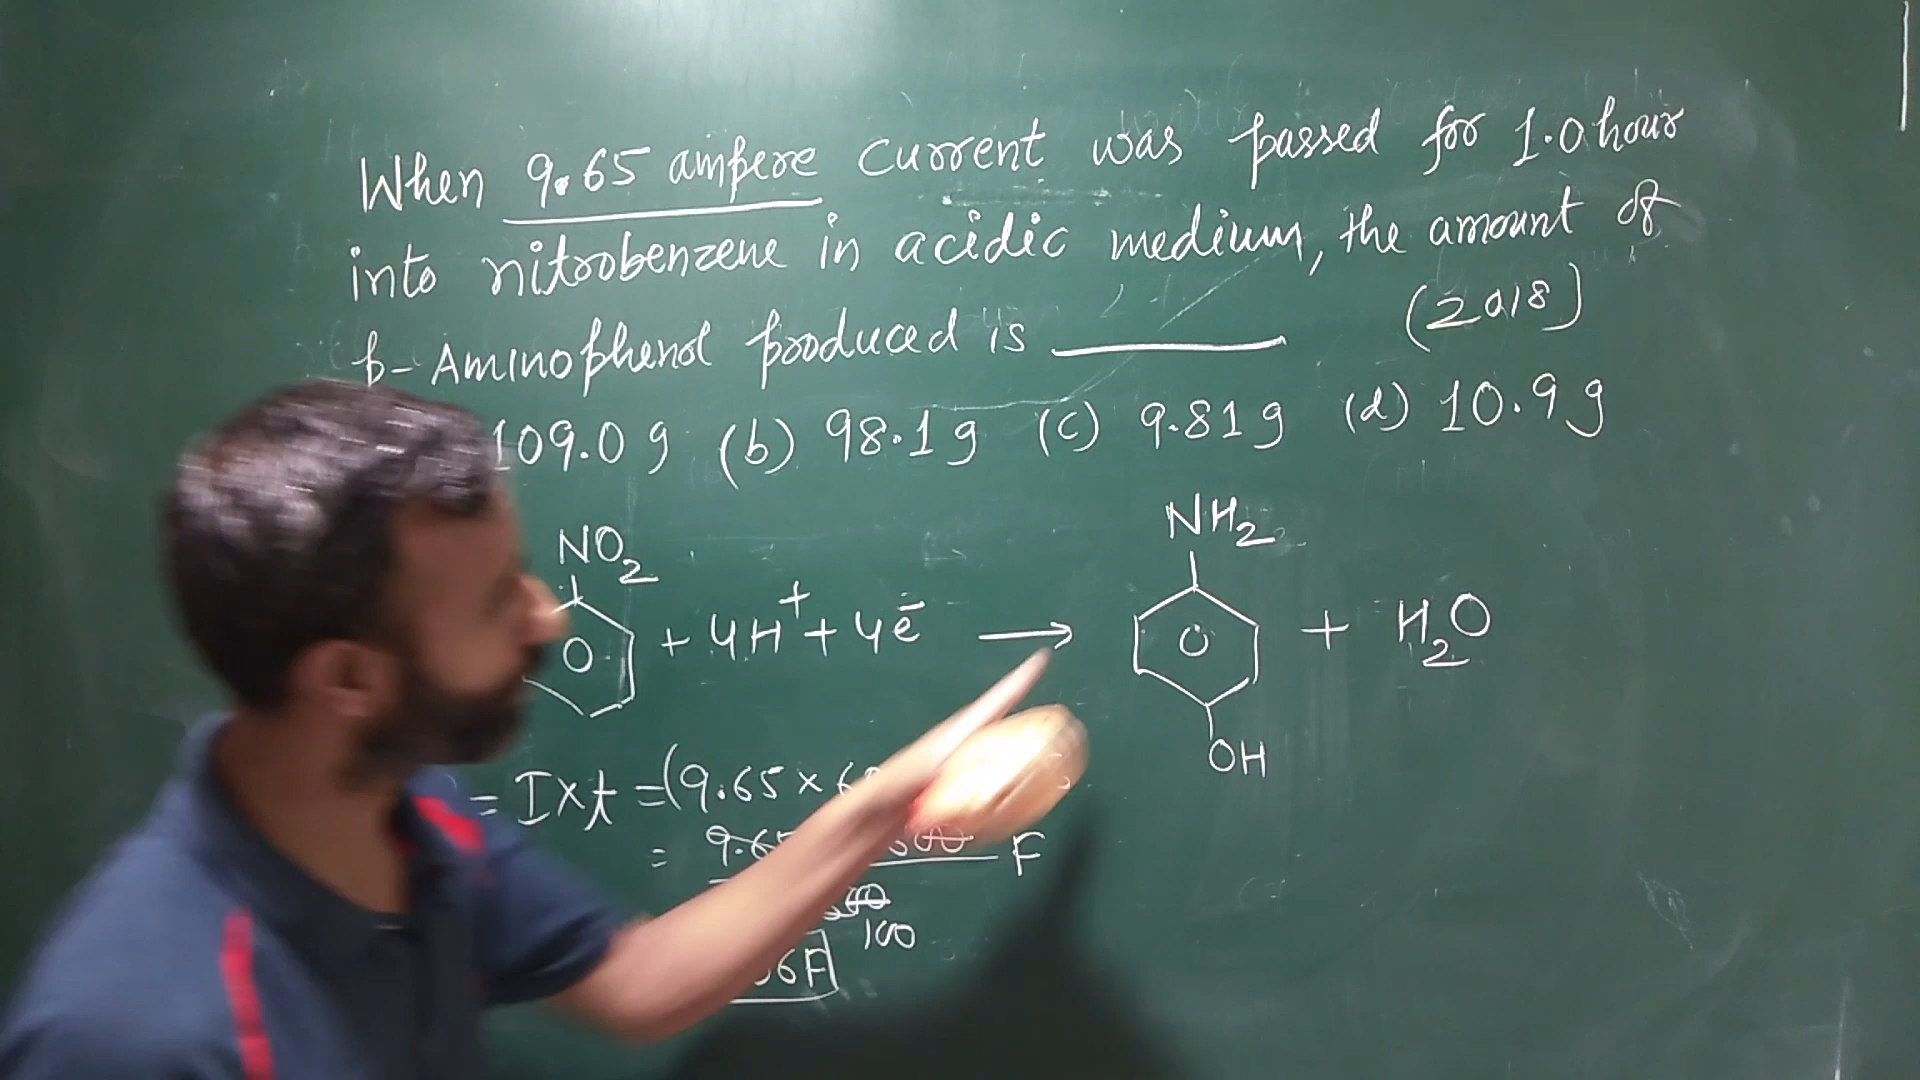 When 9.65 ampere current was passed for 1.0 hour
into nitrobenzene in acidic medium, the amount of
p-Aminophenol produced is ________ (2018)
109.0 g (b) 98.1 g (c) 9.81 g (d) 10.9 g
NO2 + 4H+ + 4e- → NH2 OH + H2O
= I×t = (9.65 ×
= F
100
6F